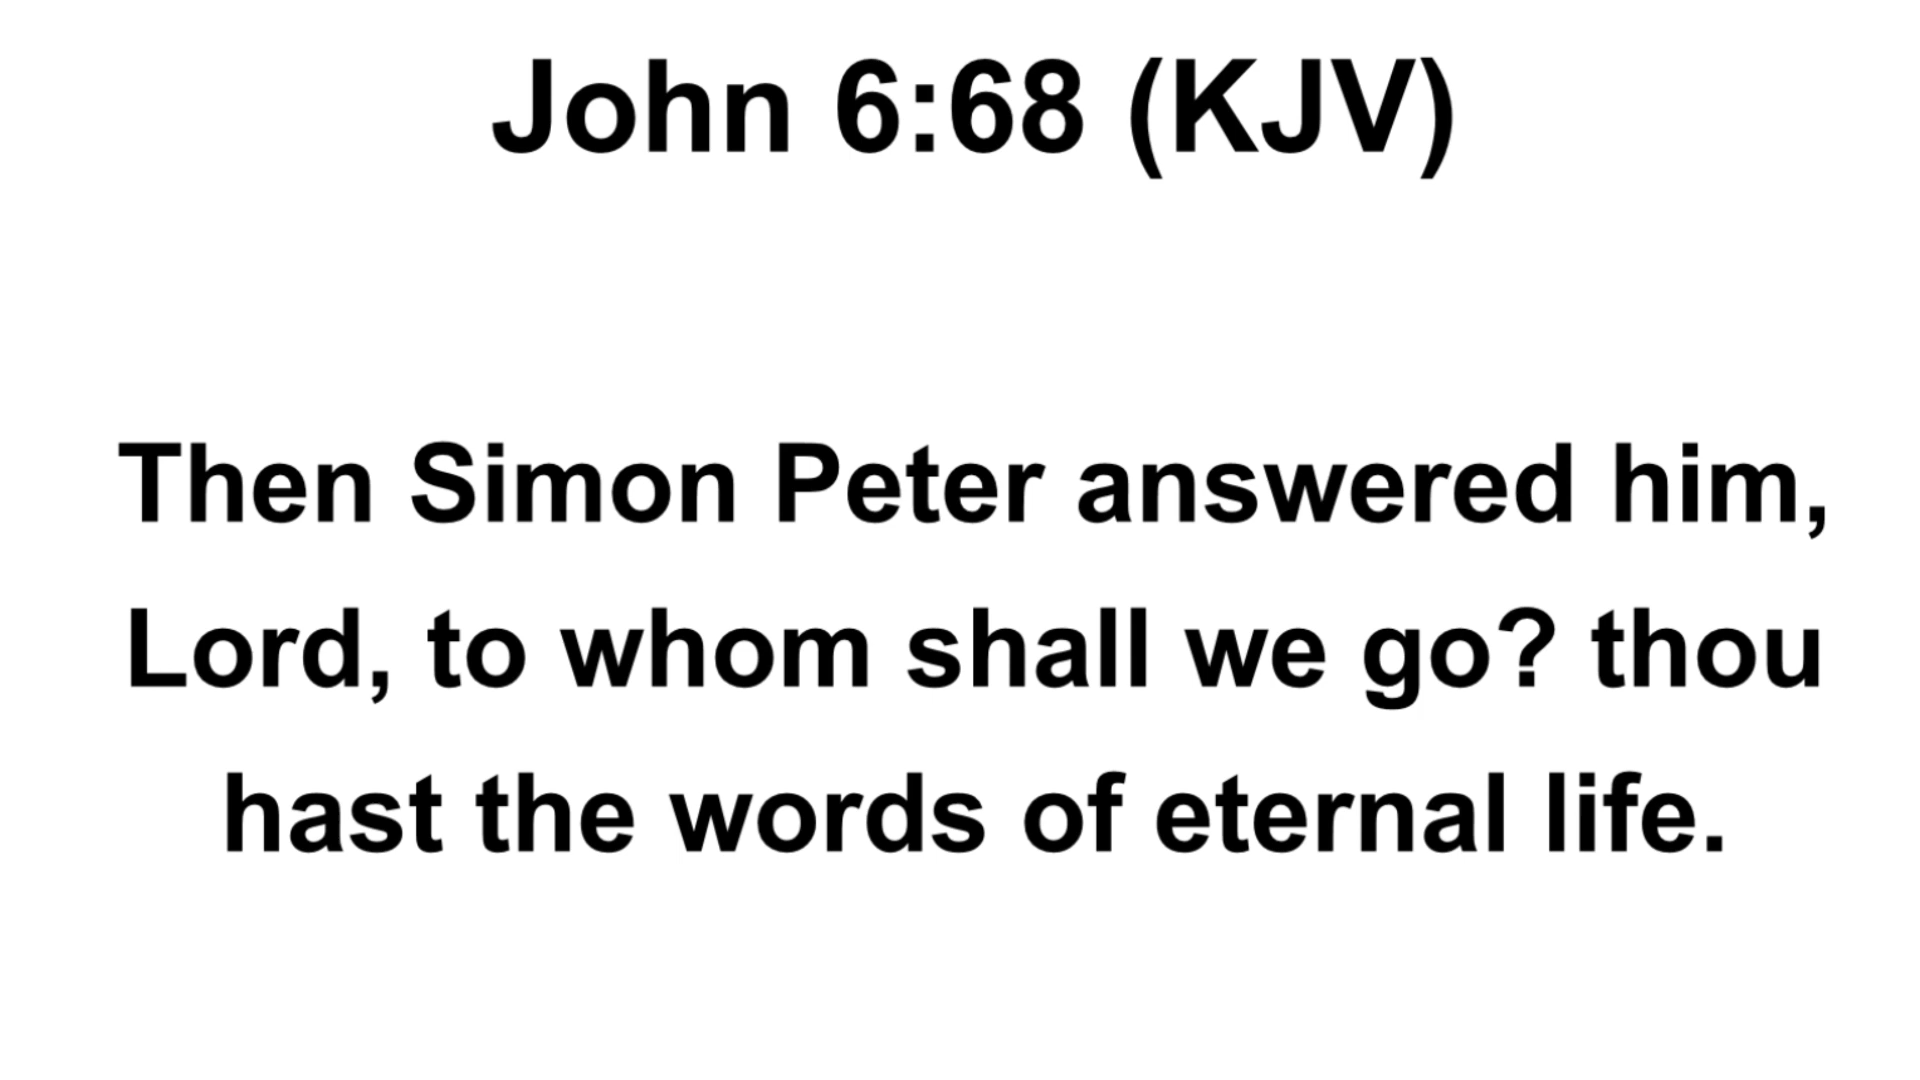 John 6:68 (KJV)
Then Simon Peter answered him,
Lord, to whom shall we go? thou
hast the words of eternal life.